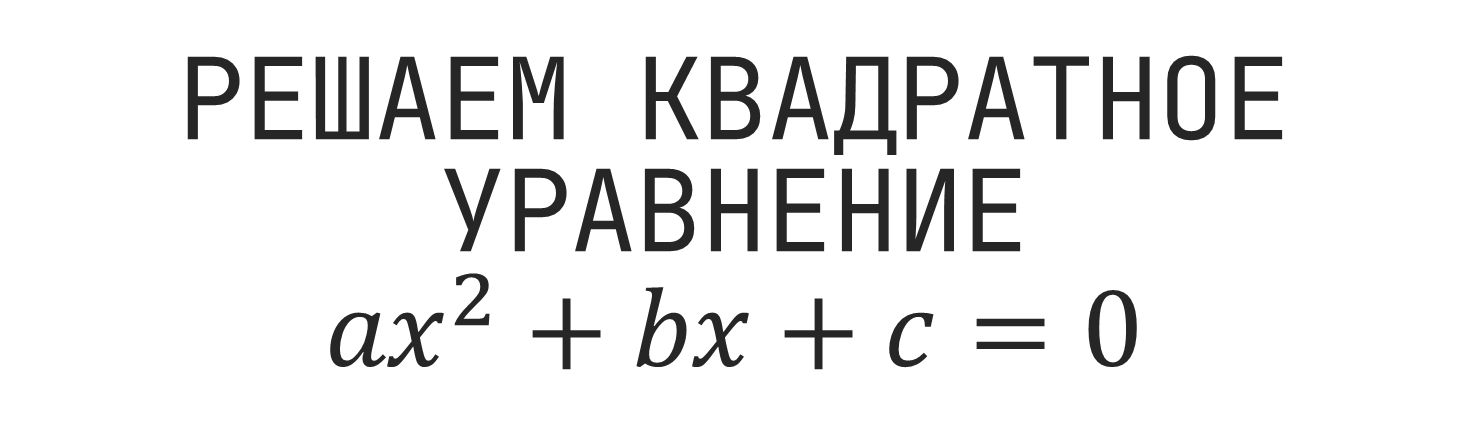 РЕШАЕМ КВАДРАТНОЕ
УРАВНЕНИЕ
ax² + bx + c = 0